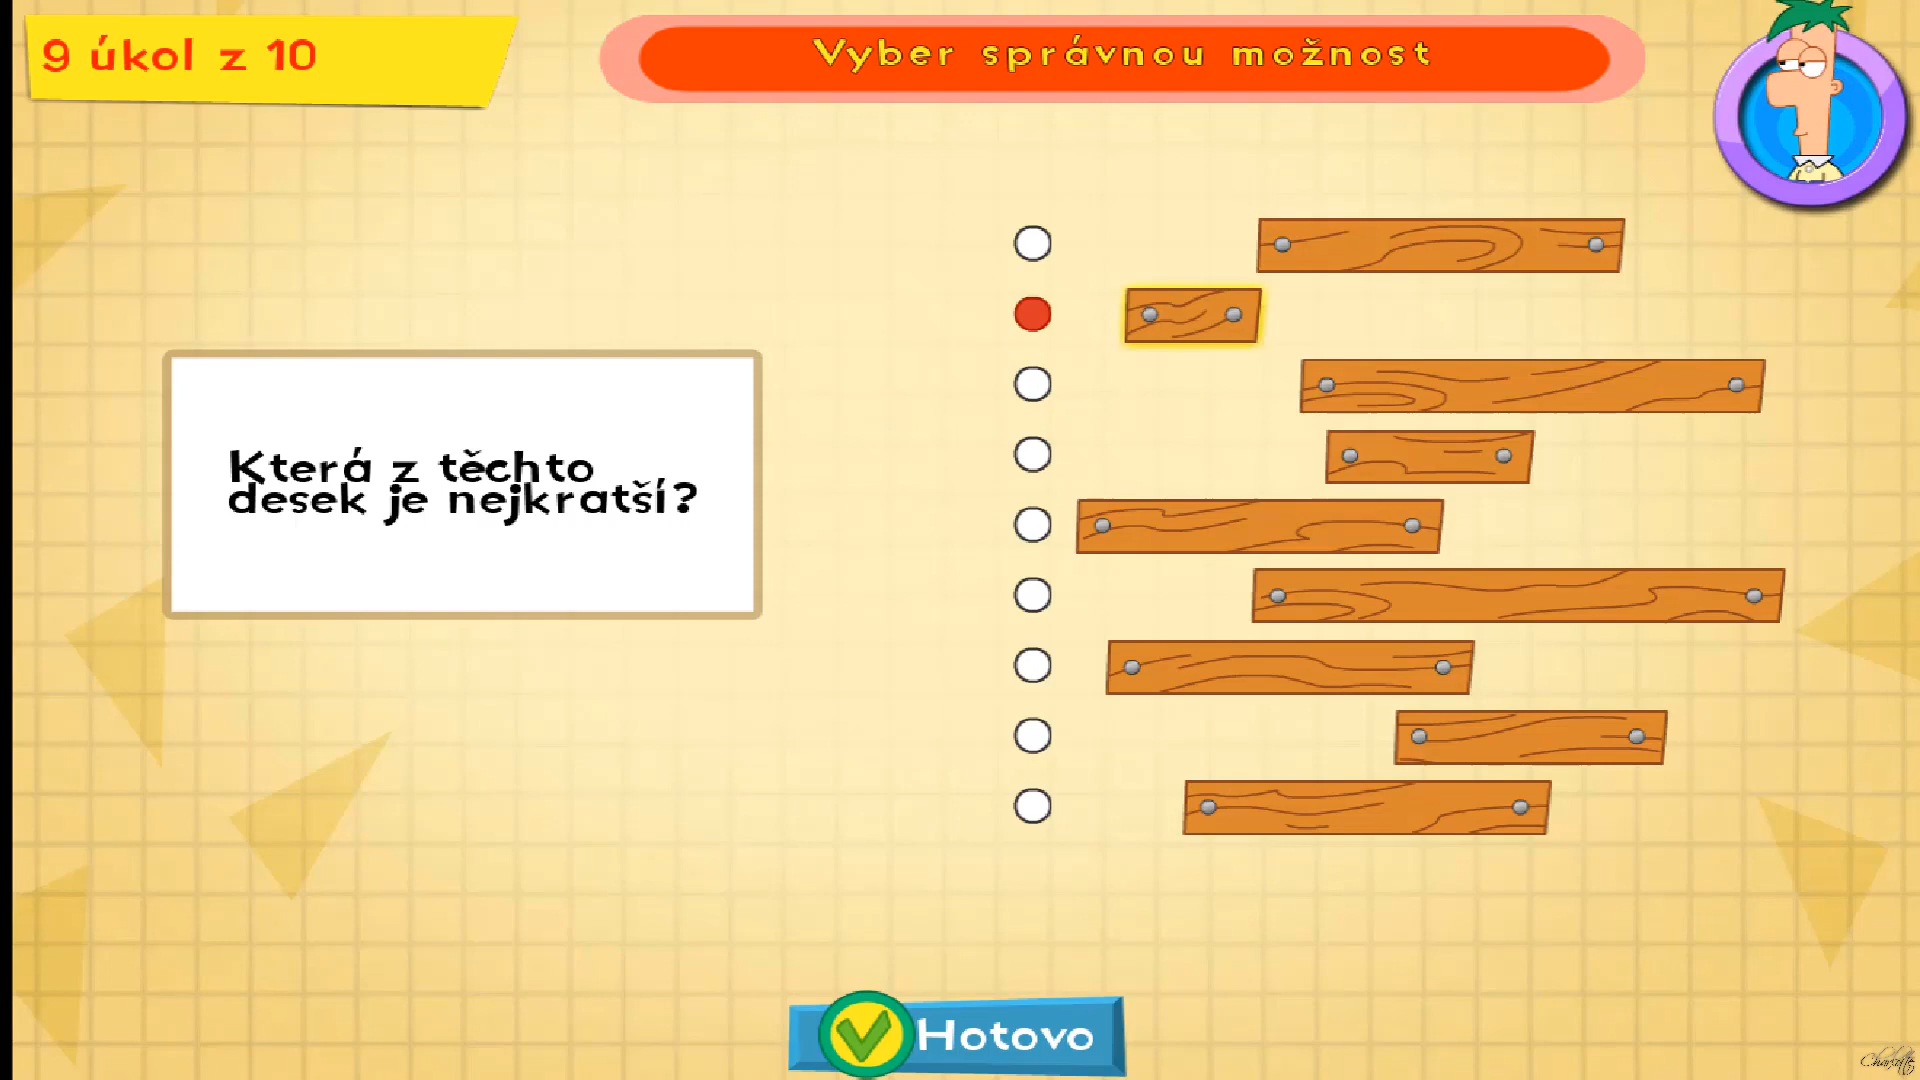 9 úkol z 10
Vyber správnou možnost
Která z těchto
desek je nejkratší?
Hotovo